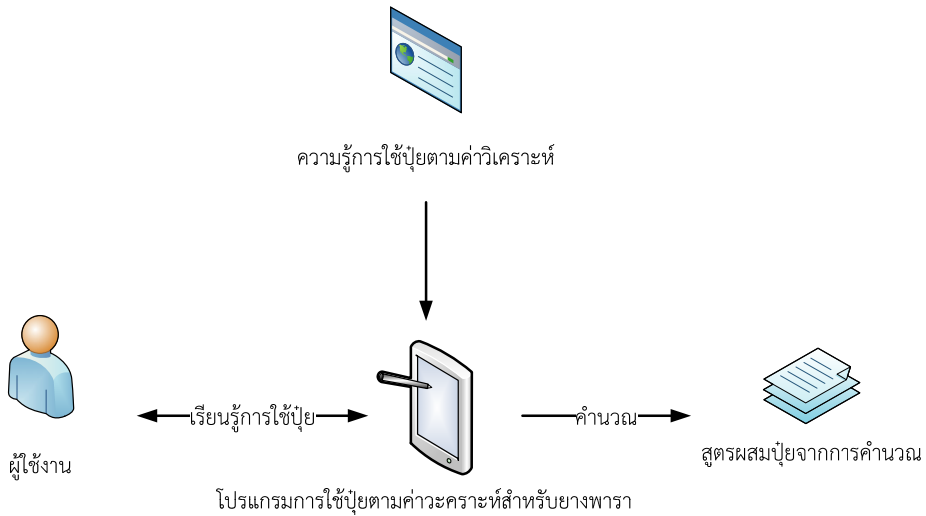 ความรู้การใช้ปุ๋ยตามค่าวิเคราะห์
เรียนรู้การใช้ปุ๋ย
คำนวณ
ผู้ใช้งาน
สูตรผสมปุ๋ยจากการคำนวณ
โปรแกรมการใช้ปุ๋ยตามค่าวะคราะห์สำหรับยางพารา